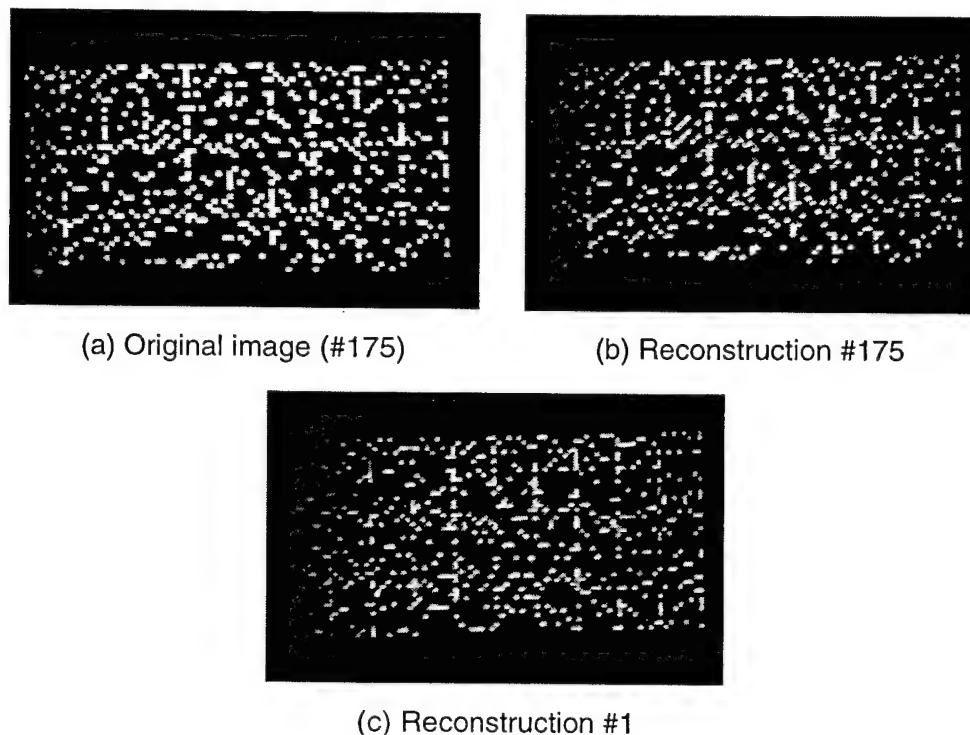 (a) Original image (#175)
(b) Reconstruction #175
(c) Reconstruction #1